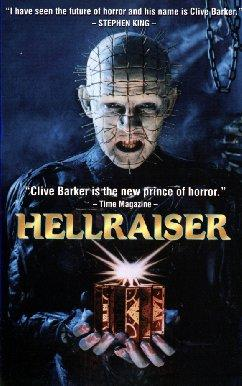 "I have seen the future of horror and his name is Clive Barker."
– STEPHEN KING –
"Clive Barker is the new prince of horror."
– Time Magazine –
HELLRAISER